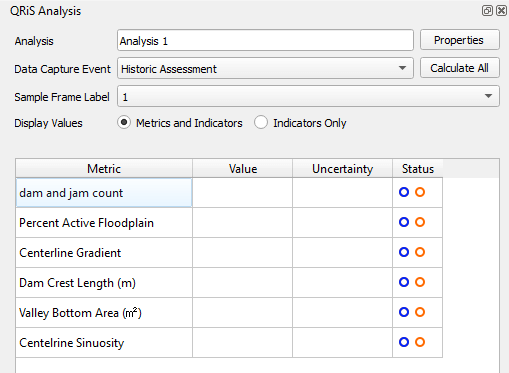 QRiS Analysis
Analysis Analysis 1 Properties
Data Capture Event Historic Assessment Calculate All
Sample Frame Label 1
Display Values Metrics and Indicators Indicators Only
Metric Value Uncertainty Status
dam and jam count
Percent Active Floodplain
Centerline Gradient
Dam Crest Length (m)
Valley Bottom Area (m²)
Centelrine Sinuosity